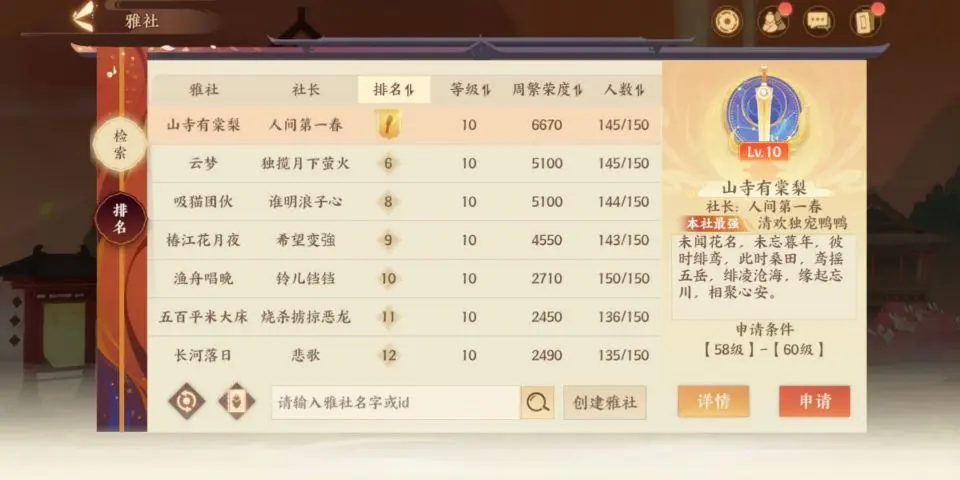 雅社
检索
排名
雅社 社长 排名 等级 周繁荣度 人数
山寺有棠梨 人间第一春 10 6670 145/150
云梦 独揽月下萤火 6 10 5100 145/150
吸猫团伙 谁明浪子心 8 10 5100 144/150
椿江花月夜 希望变強 9 10 4550 143/150
渔舟唱晚 铃儿铛铛 10 10 2710 150/150
五百平米大床 烧杀掳掠恶龙 11 10 2450 136/150
长河落日 悲歌 12 10 2490 135/150
请输入雅社名字或id
创建雅社
Lv.10
山寺有棠梨
社长：人间第一春
本社最强 清欢独宠鸭鸭
未闻花名，未忘暮年，彼
时绯鸢，此时桑田，鸢摇
五岳，绯凌沧海，缘起忘
川，相聚心安。
申请条件
【58级】-【60级】
详情
申请